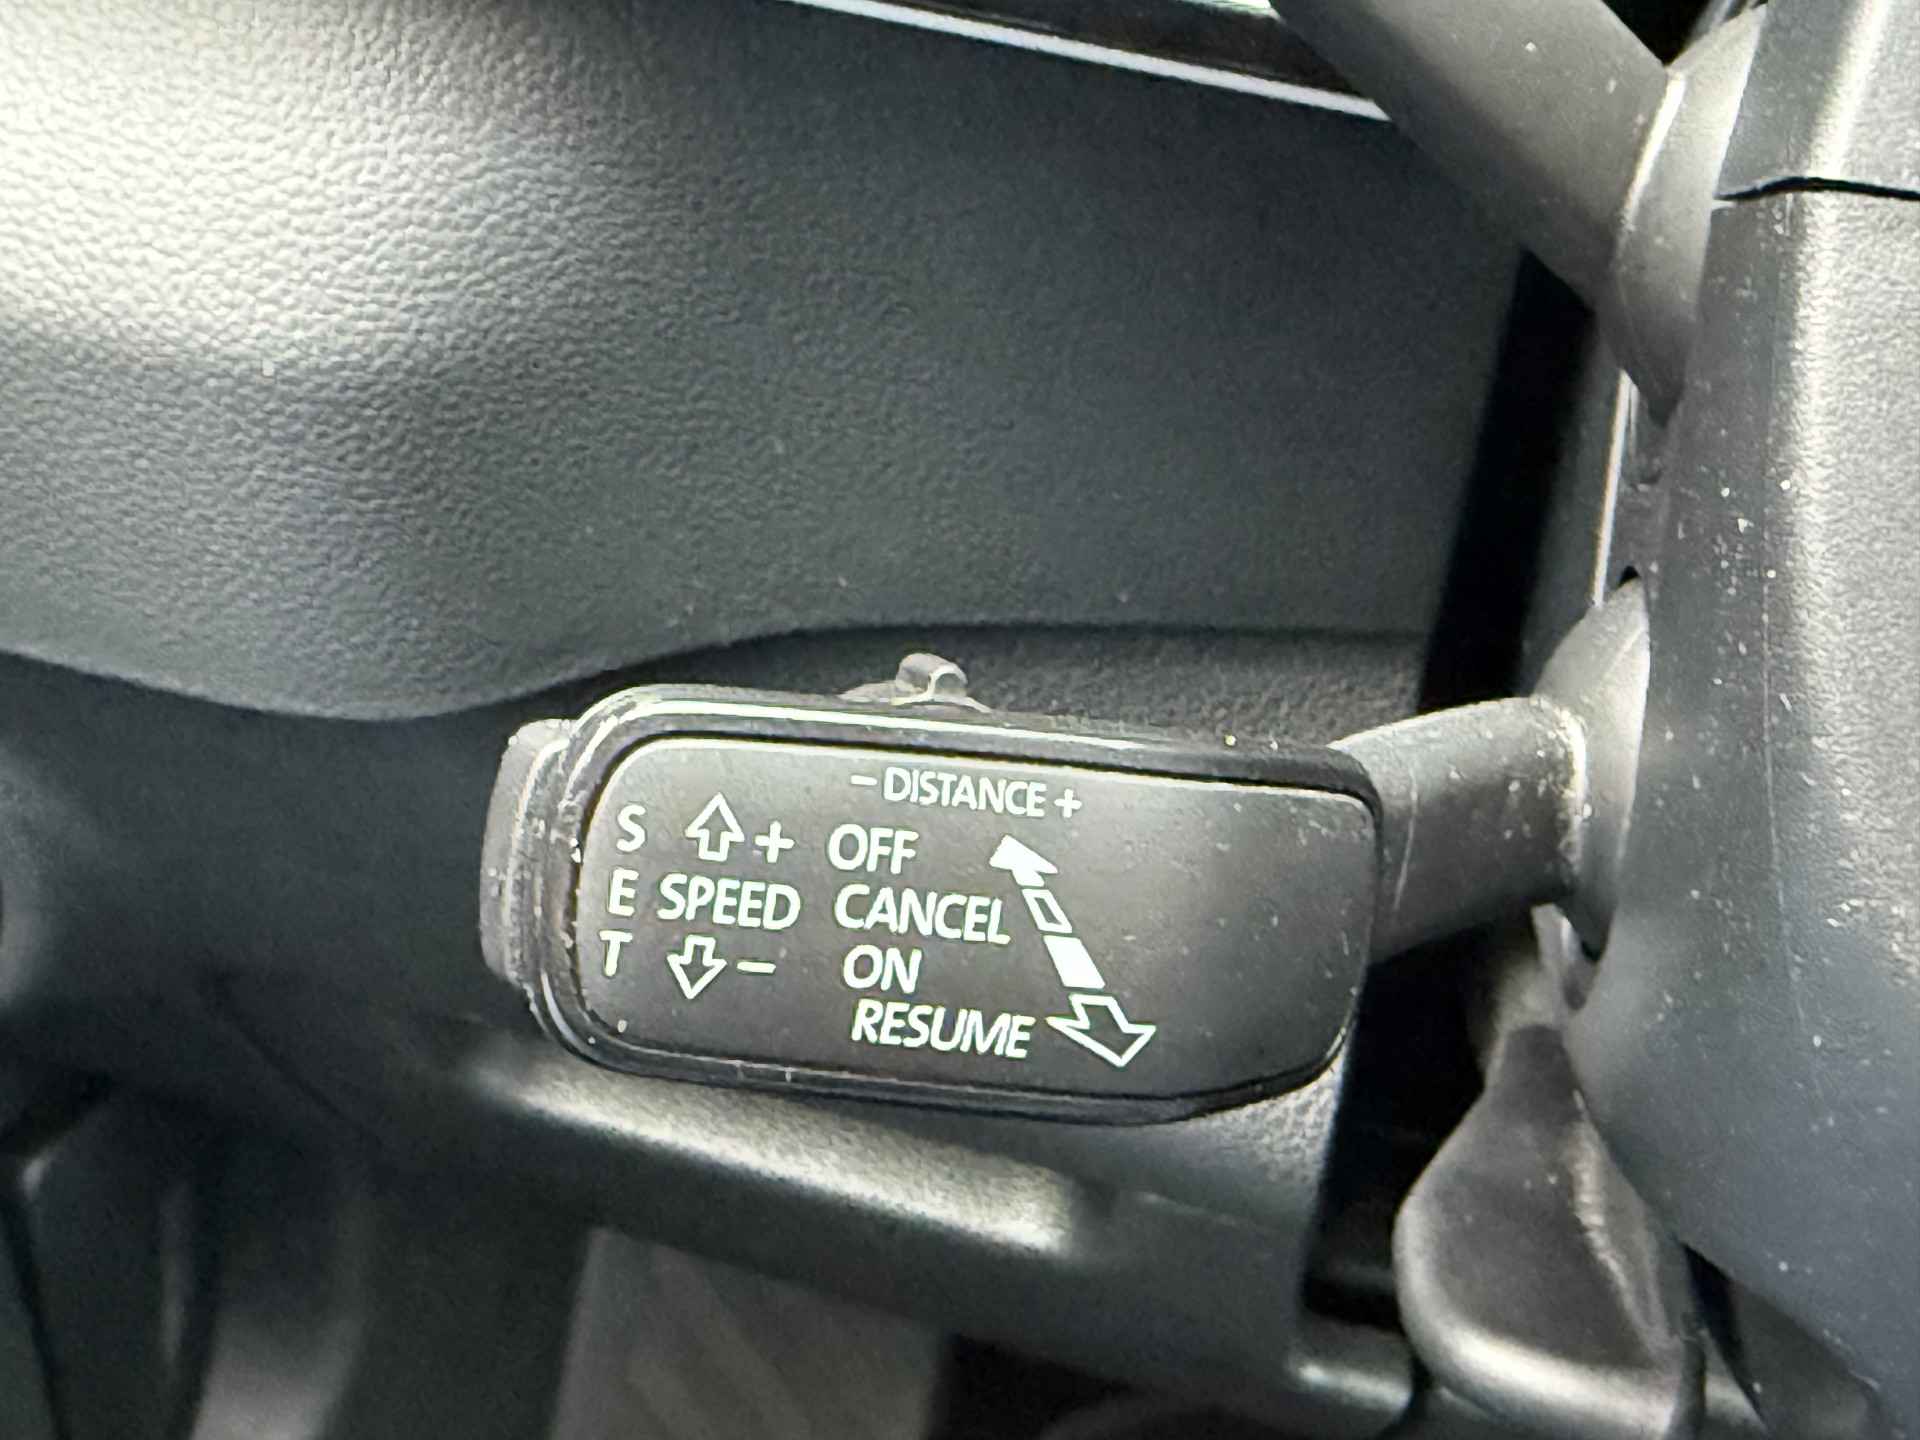 - DISTANCE +
S + OFF
E SPEED CANCEL
T - ON
RESUME